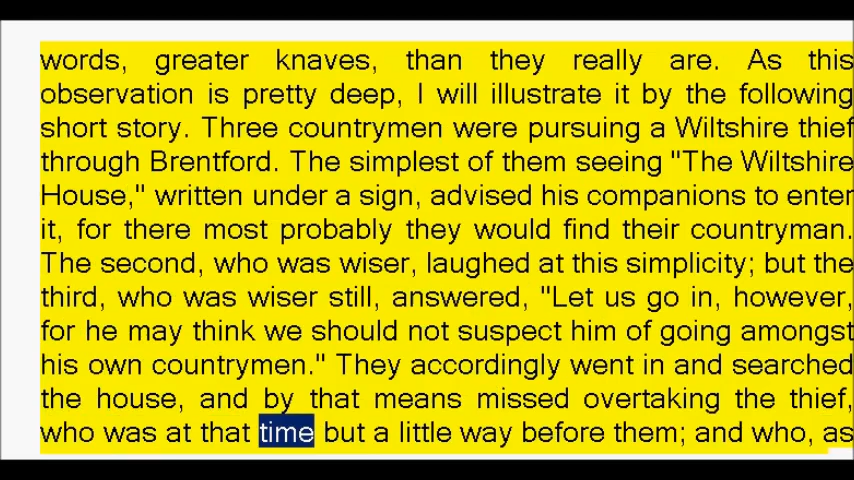 words, greater knaves, than they really are. As this
observation is pretty deep, I will illustrate it by the following
short story. Three countrymen were pursuing a Wiltshire thief
through Brentford. The simplest of them seeing "The Wiltshire
House," written under a sign, advised his companions to enter
it, for there most probably they would find their countryman.
The second, who was wiser, laughed at this simplicity; but the
third, who was wiser still, answered, "Let us go in, however,
for he may think we should not suspect him of going amongst
his own countrymen." They accordingly went in and searched
the house, and by that means missed overtaking the thief,
who was at that time but a little way before them; and who, as